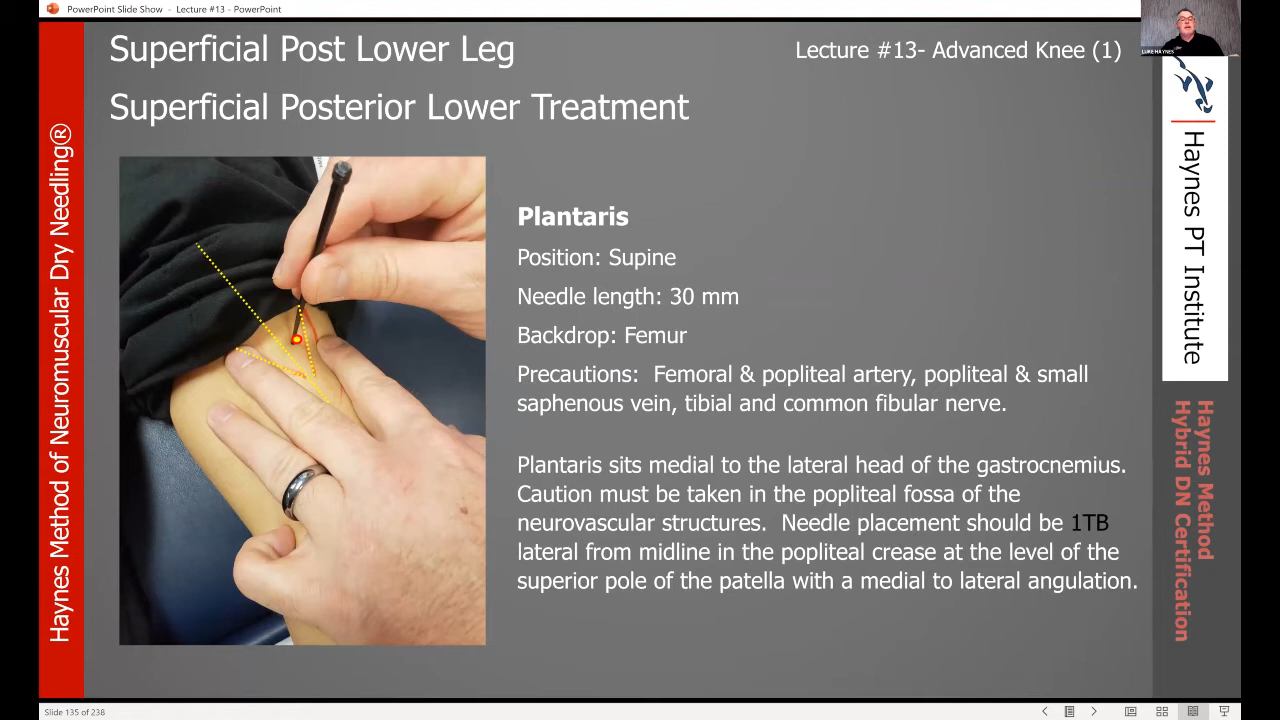 PowerPoint Slide Show - Lecture #13 - PowerPoint
LUKE HAYNES
Superficial Post Lower Leg
Lecture #13- Advanced Knee (1)
Superficial Posterior Lower Treatment
Haynes Method of Neuromuscular Dry Needling®
Plantaris
Position: Supine
Needle length: 30 mm
Backdrop: Femur
Precautions: Femoral & popliteal artery, popliteal & small
saphenous vein, tibial and common fibular nerve.
Plantaris sits medial to the lateral head of the gastrocnemius.
Caution must be taken in the popliteal fossa of the
neurovascular structures. Needle placement should be 1TB
lateral from midline in the popliteal crease at the level of the
superior pole of the patella with a medial to lateral angulation.
Haynes PT Institute
Haynes Method
Hybrid DN Certification
Slide 135 of 238